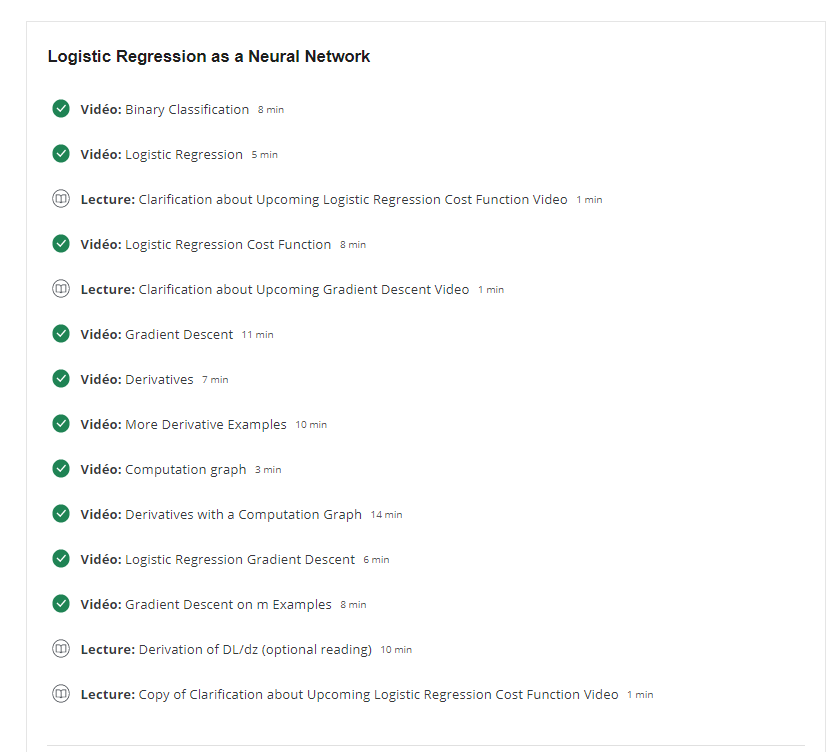 Logistic Regression as a Neural Network
Vidéo: Binary Classification 8 min
Vidéo: Logistic Regression 5 min
Lecture: Clarification about Upcoming Logistic Regression Cost Function Video 1 min
Vidéo: Logistic Regression Cost Function 8 min
Lecture: Clarification about Upcoming Gradient Descent Video 1 min
Vidéo: Gradient Descent 11 min
Vidéo: Derivatives 7 min
Vidéo: More Derivative Examples 10 min
Vidéo: Computation graph 3 min
Vidéo: Derivatives with a Computation Graph 14 min
Vidéo: Logistic Regression Gradient Descent 6 min
Vidéo: Gradient Descent on m Examples 8 min
Lecture: Derivation of DL/dz (optional reading) 10 min
Lecture: Copy of Clarification about Upcoming Logistic Regression Cost Function Video 1 min